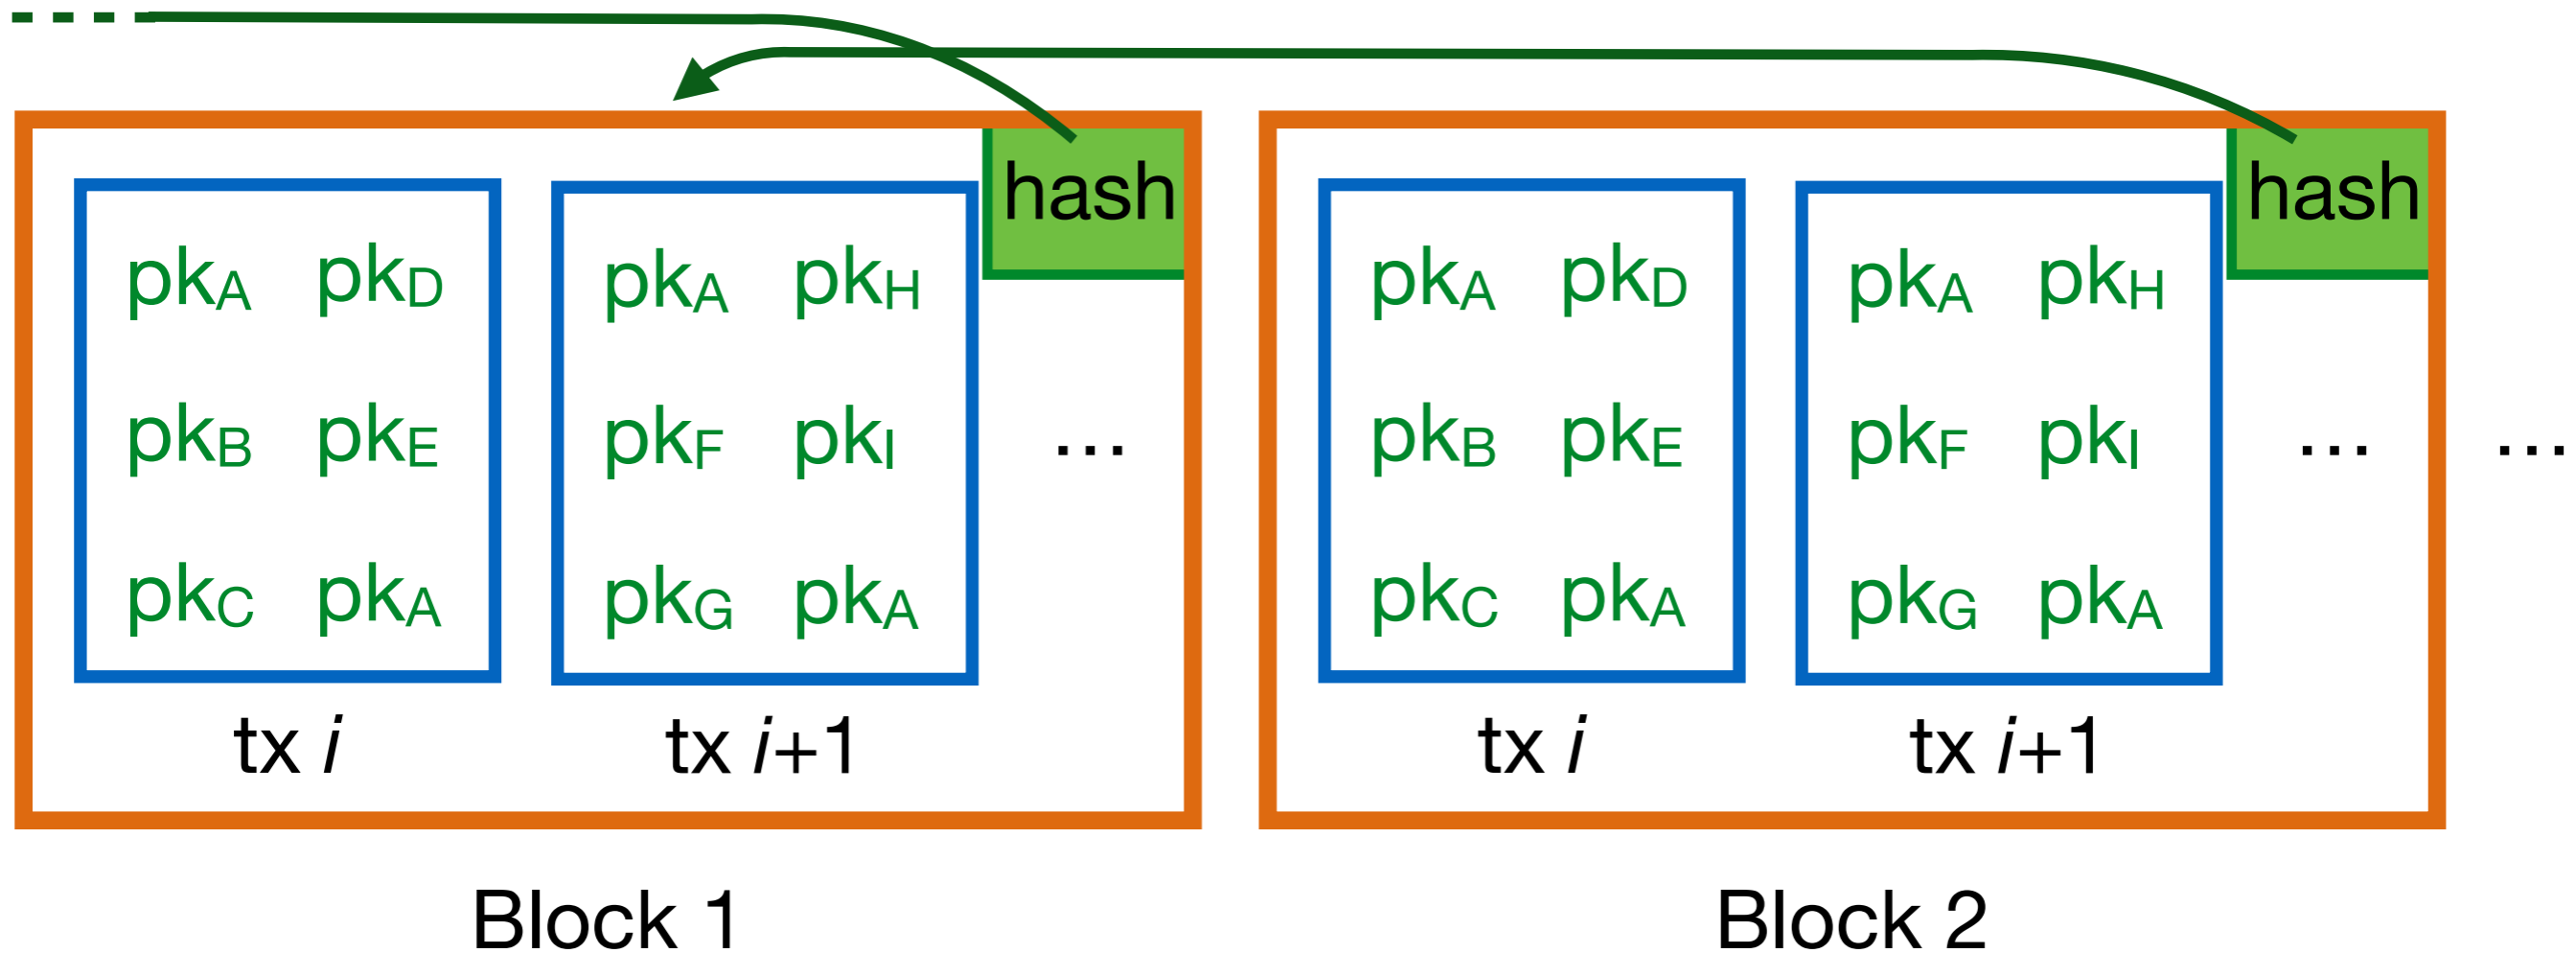 hash hash
pkA pkD pkA pkH pkA pkD pkA pkH
pkB pkE pkF pkI ... pkB pkE pkF pkI ... ...
pkC pkA pkG pkA pkC pkA pkG pkA
tx i tx i+1 tx i tx i+1
Block 1 Block 2